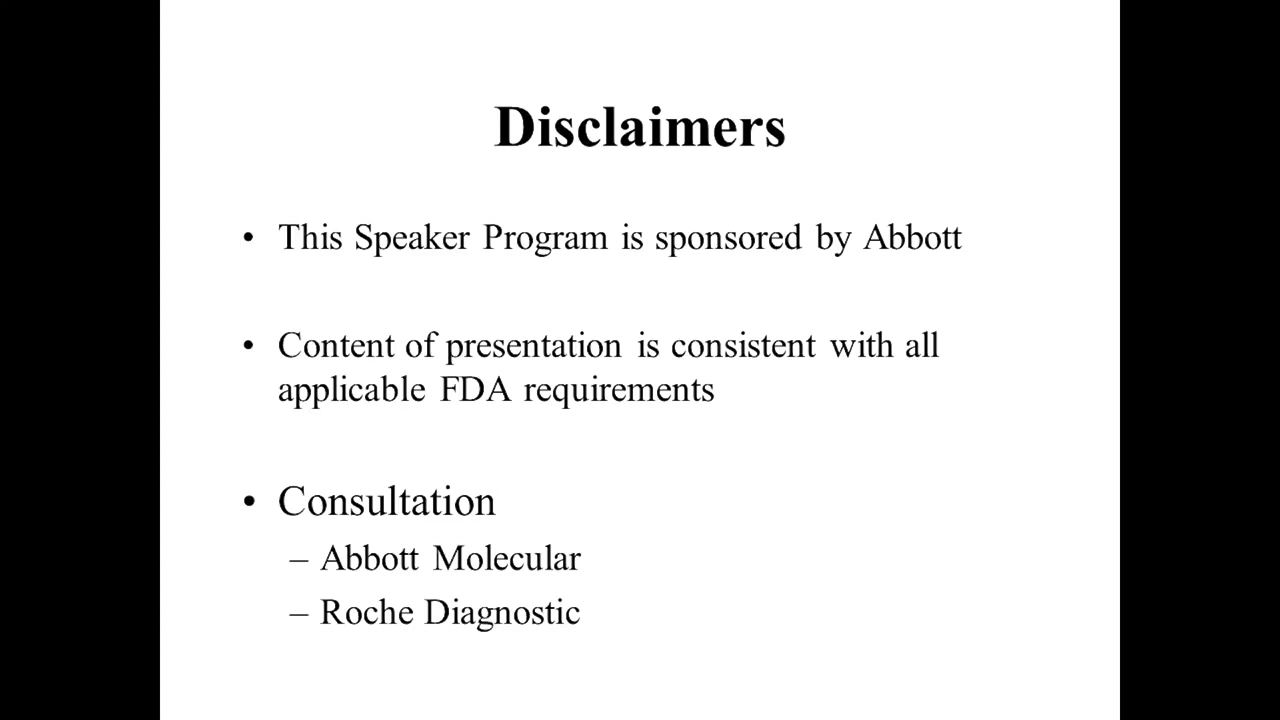 Disclaimers
• This Speaker Program is sponsored by Abbott
• Content of presentation is consistent with all
applicable FDA requirements
• Consultation
– Abbott Molecular
– Roche Diagnostic